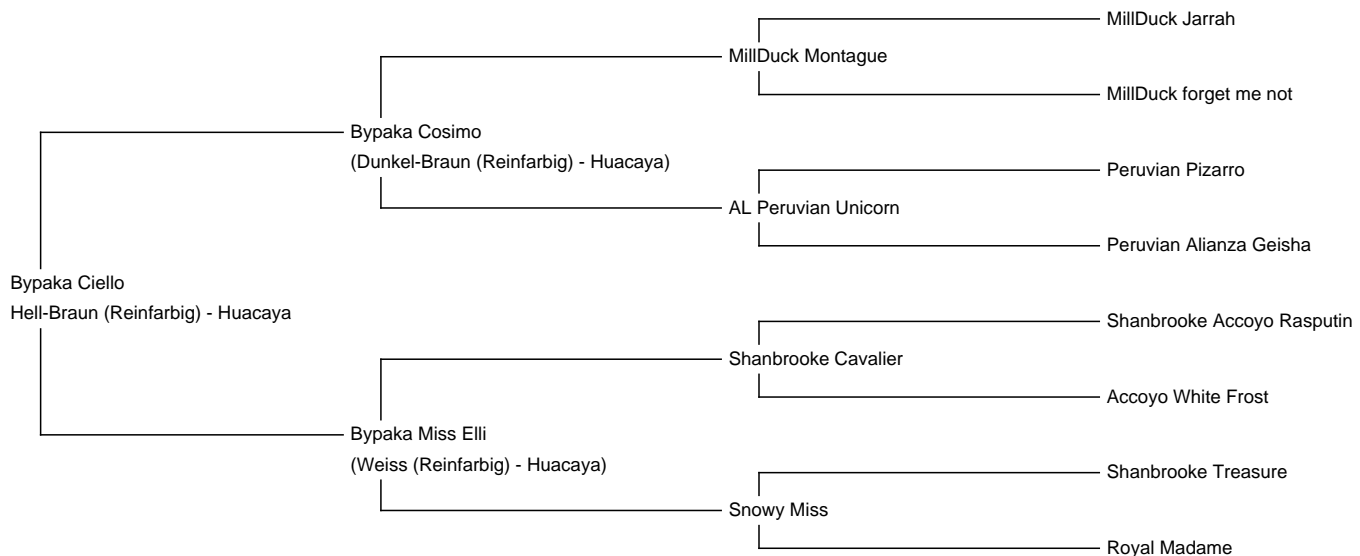 MillDuck Jarrah
MillDuck Montague
MillDuck forget me not
Bypaka Cosimo
(Dunkel-Braun (Reinfarbig) - Huacaya)
Peruvian Pizarro
AL Peruvian Unicorn
Peruvian Alianza Geisha
Bypaka Ciello
Hell-Braun (Reinfarbig) - Huacaya
Shanbrooke Accoyo Rasputin
Shanbrooke Cavalier
Accoyo White Frost
Bypaka Miss Elli
(Weiss (Reinfarbig) - Huacaya)
Shanbrooke Treasure
Snowy Miss
Royal Madame